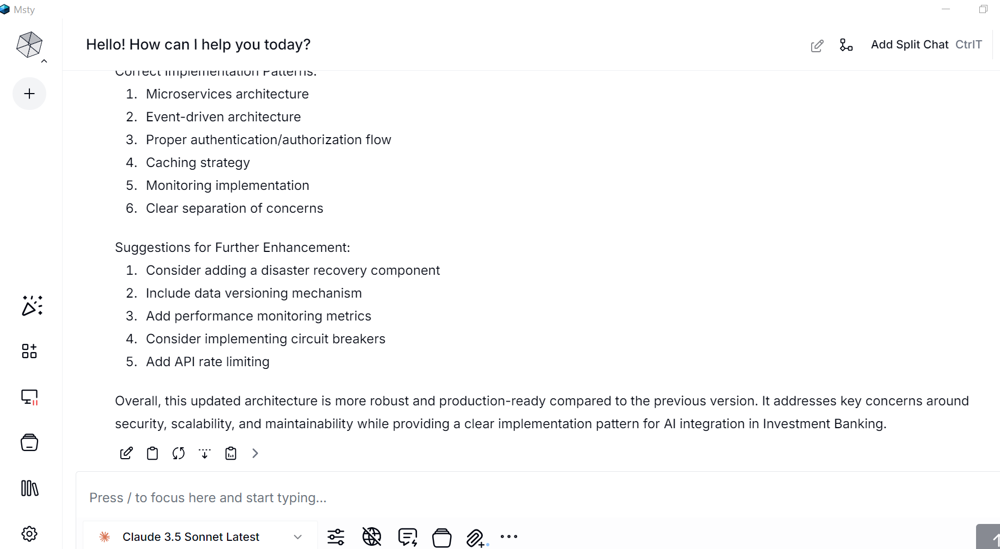 Msty
Hello! How can I help you today?
Add Split Chat CtrlT
Correct Implementation Patterns:
1. Microservices architecture
2. Event-driven architecture
3. Proper authentication/authorization flow
4. Caching strategy
5. Monitoring implementation
6. Clear separation of concerns
Suggestions for Further Enhancement:
1. Consider adding a disaster recovery component
2. Include data versioning mechanism
3. Add performance monitoring metrics
4. Consider implementing circuit breakers
5. Add API rate limiting
Overall, this updated architecture is more robust and production-ready compared to the previous version. It addresses key concerns around
security, scalability, and maintainability while providing a clear implementation pattern for AI integration in Investment Banking.
Press / to focus here and start typing...
Claude 3.5 Sonnet Latest